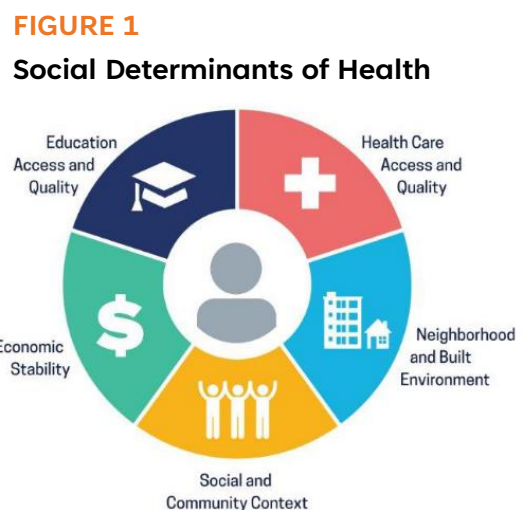 FIGURE 1
Social Determinants of Health
Education
Access and
Quality
Health Care
Access and
Quality
$
Economic
Stability
Neighborhood
and Built
Environment
Social and
Community Context